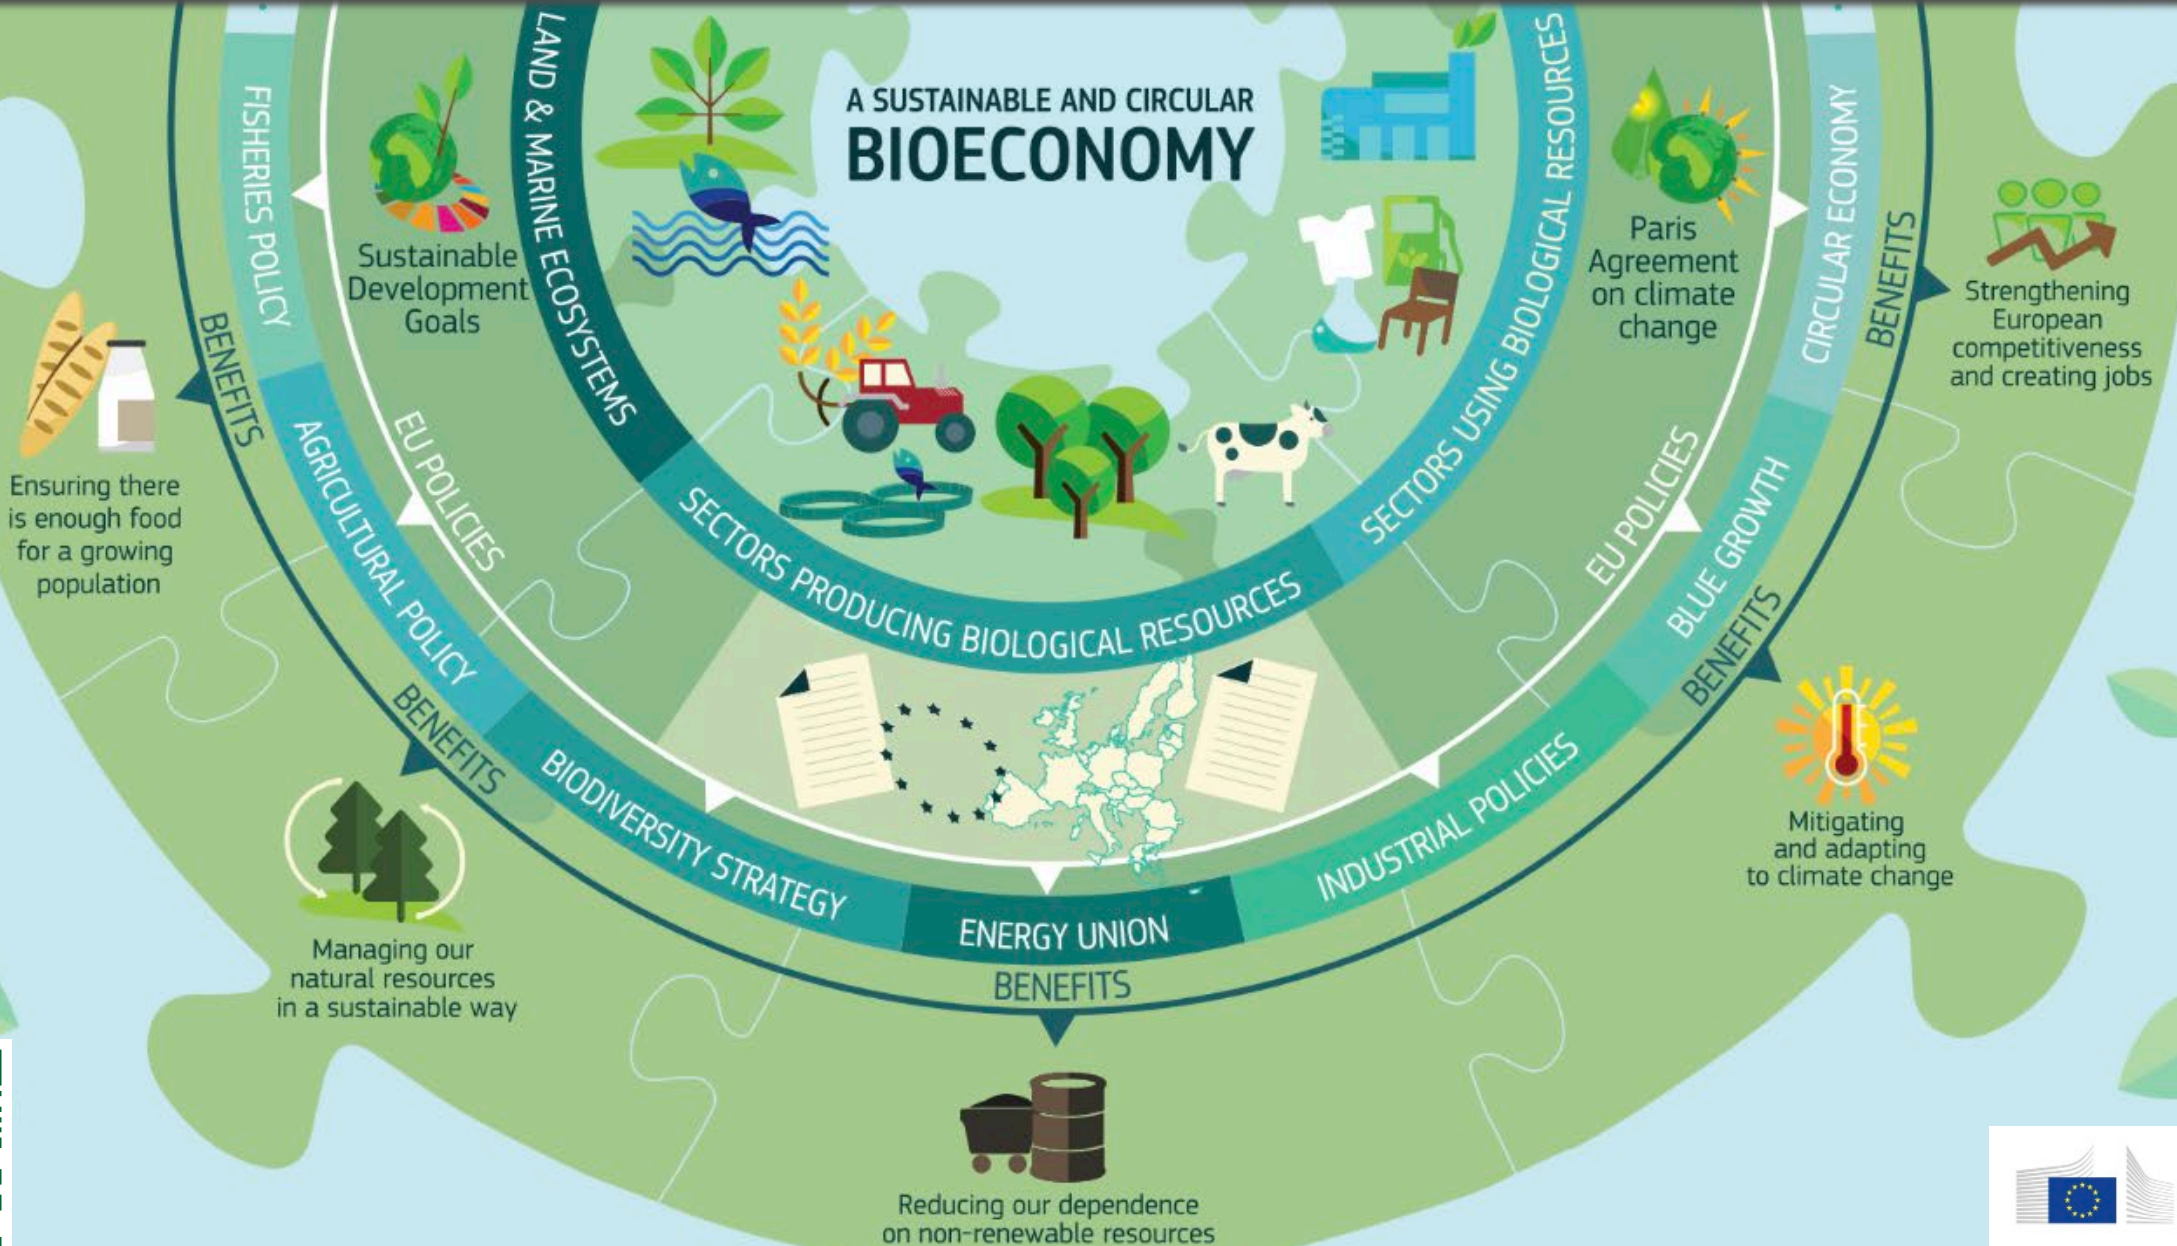 A SUSTAINABLE AND CIRCULAR
BIOECONOMY
LAND & MARINE ECOSYSTEMS
SECTORS PRODUCING BIOLOGICAL RESOURCES
SECTORS USING BIOLOGICAL RESOURCES
Sustainable
Development
Goals
Paris
Agreement
on climate
change
EU POLICIES
EU POLICIES
FISHERIES POLICY
AGRICULTURAL POLICY
BIODIVERSITY STRATEGY
ENERGY UNION
INDUSTRIAL POLICIES
BLUE GROWTH
CIRCULAR ECONOMY
BENEFITS
Ensuring there
is enough food
for a growing
population
BENEFITS
Managing our
natural resources
in a sustainable way
BENEFITS
Reducing our dependence
on non-renewable resources
BENEFITS
Mitigating
and adapting
to climate change
BENEFITS
Strengthening
European
competitiveness
and creating jobs